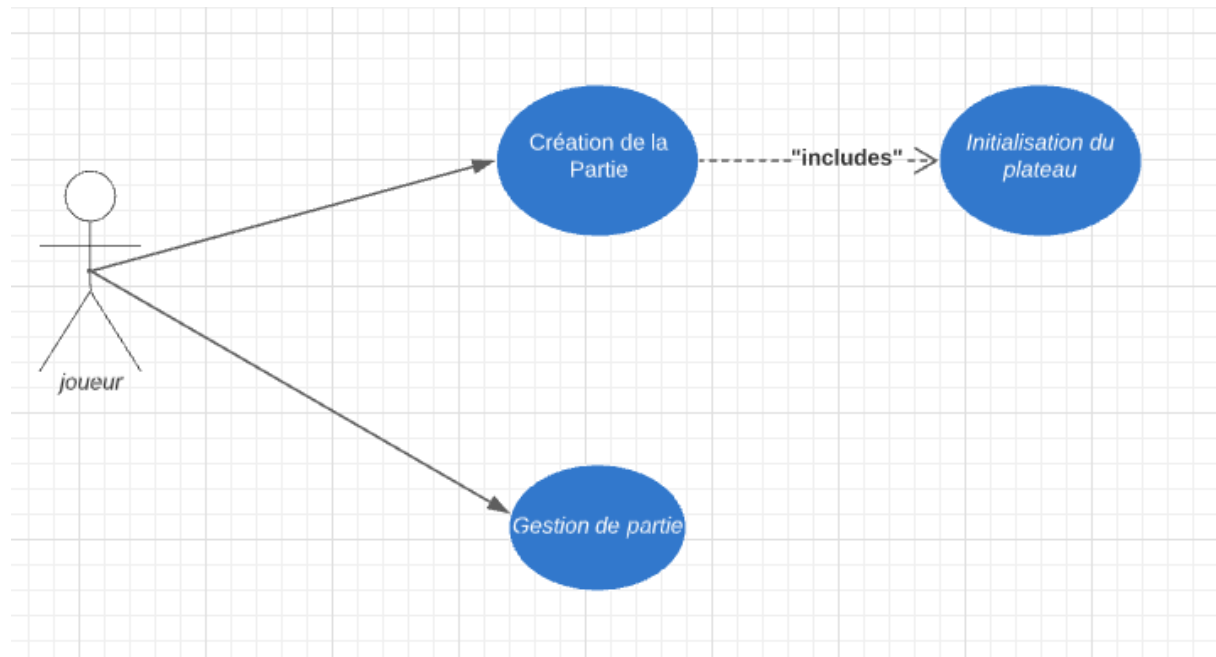 Création de la
Partie
"includes"
Initialisation du
plateau
joueur
Gestion de partie